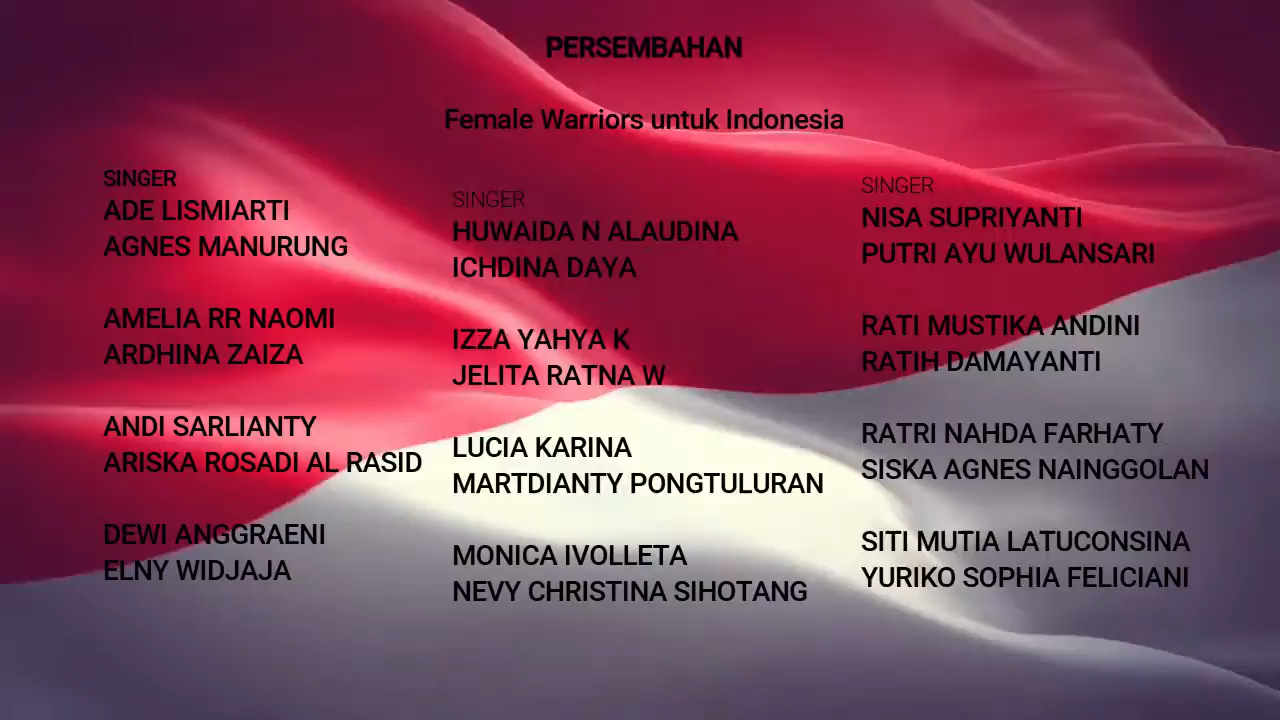 PERSEMBAHAN
Female Warriors untuk Indonesia
SINGER
ADE LISMIARTI
AGNES MANURUNG
AMELIA RR NAOMI
ARDHINA ZAIZA
ANDI SARLIANTY
ARISKA ROSADI AL RASID
DEWI ANGGRAENI
ELNY WIDJAJA
SINGER
HUWAIDA N ALAUDINA
ICHDINA DAYA
IZZA YAHYA K
JELITA RATNA W
LUCIA KARINA
MARTDIANTY PONGTULURAN
MONICA IVOLLETA
NEVY CHRISTINA SIHOTANG
SINGER
NISA SUPRIYANTI
PUTRI AYU WULANSARI
RATI MUSTIKA ANDINI
RATIH DAMAYANTI
RATRI NAHDA FARHATY
SISKA AGNES NAINGGOLAN
SITI MUTIA LATUCONSINA
YURIKO SOPHIA FELICIANI